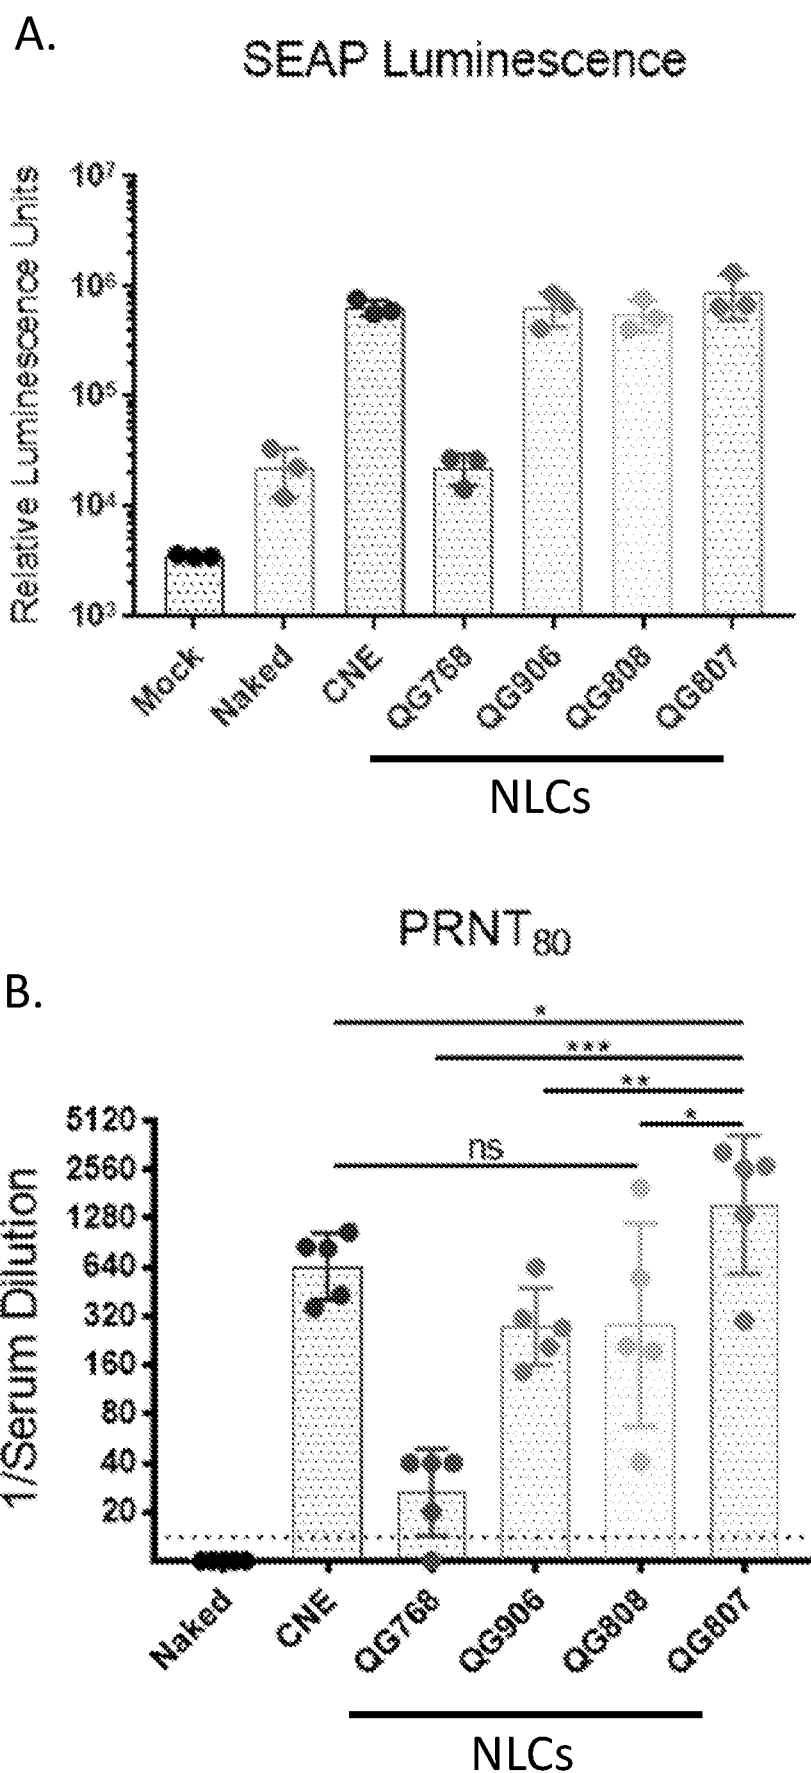 A.
SEAP Luminescence
Relative Luminescence Units
10⁷
10⁶
10⁵
10⁴
10³
Mock
Naked
CNE
QG768
QG906
QG808
QG807
NLCs
PRNT₈₀
B.
*
***
**
*
ns
1/Serum Dilution
5120
2560
1280
640
320
160
80
40
20
Naked
CNE
QG768
QG906
QG808
QG807
NLCs